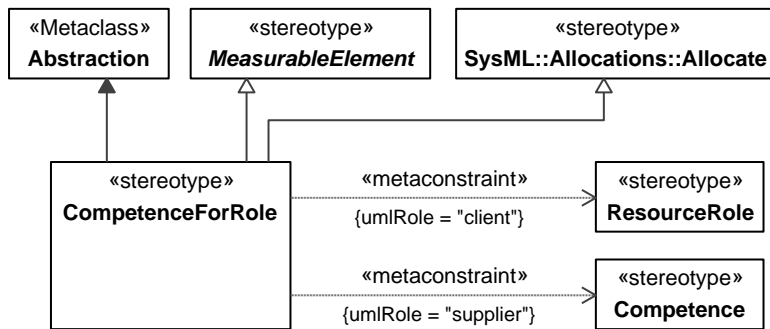 «Metaclass»
Abstraction
«stereotype»
MeasurableElement
«stereotype»
SysML::Allocations::Allocate
«stereotype»
CompetenceForRole
«metaconstraint»
{umlRole = "client"}
«stereotype»
ResourceRole
«metaconstraint»
{umlRole = "supplier"}
«stereotype»
Competence